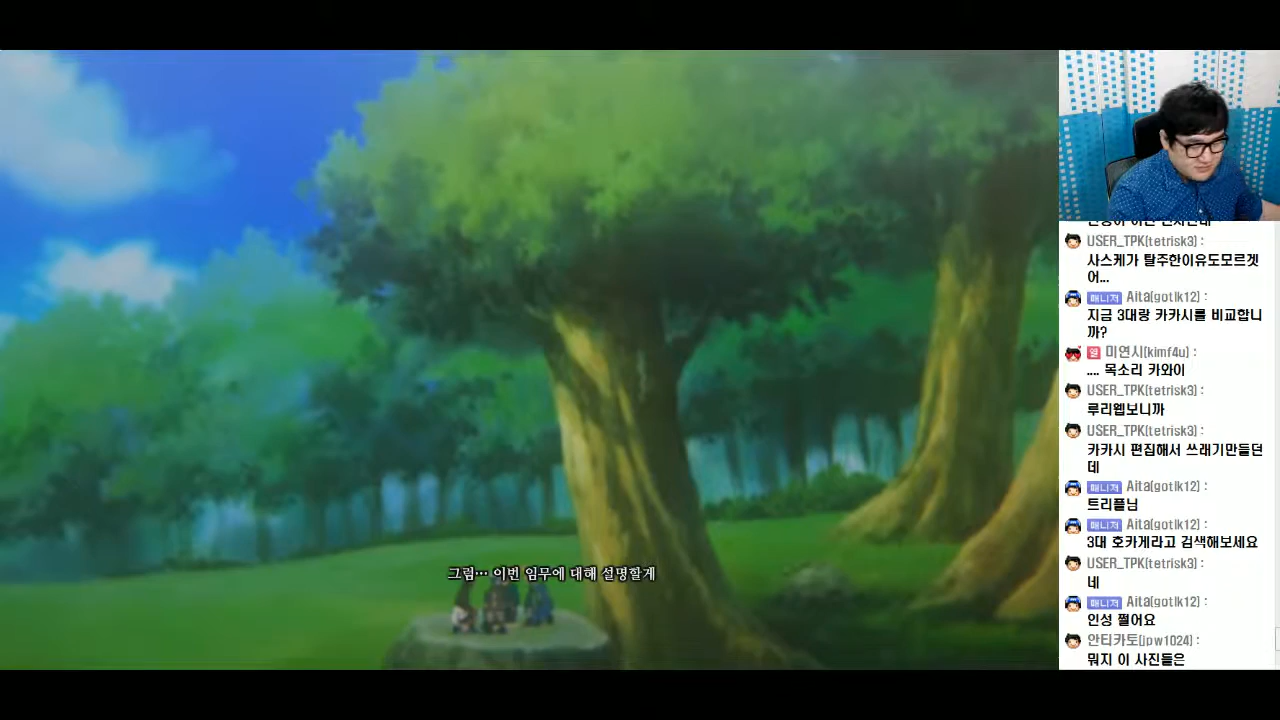 그럼… 이번 임무에 대해 설명할게
USER_TPK(tetrisk3) :
사스케가 탈주한이유도모르겟
어...
매니저 Aita(gotlk12) :
지금 3대랑 카카시를 비교합니
까?
열 미연시(kimf4u) :
.... 목소리 카와이
USER_TPK(tetrisk3) :
루리웹보니까
USER_TPK(tetrisk3) :
카카시 편집해서 쓰래기만들던
데
매니저 Aita(gotlk12) :
트리플님
매니저 Aita(gotlk12) :
3대 호카게라고 검색해보세요
USER_TPK(tetrisk3) :
네
매니저 Aita(gotlk12) :
인성 쩔어요
안티카토(jpw1024) :
뭐지 이 사진들은